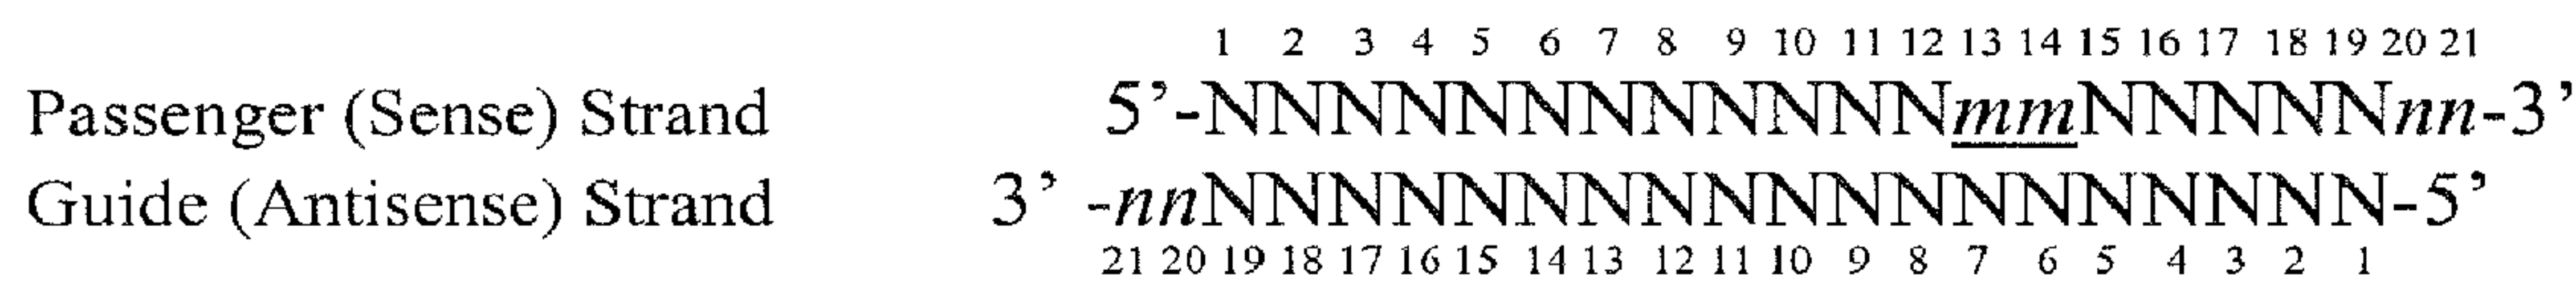 1 2 3 4 5 6 7 8 9 10 11 12 13 14 15 16 17 18 19 20 21
Passenger (Sense) Strand 5’-NNNNNNNNNNNNmmNNNNNnn-3’
Guide (Antisense) Strand 3’ -nnNNNNNNNNNNNNNNNNNNN-5’
21 20 19 18 17 16 15 14 13 12 11 10 9 8 7 6 5 4 3 2 1